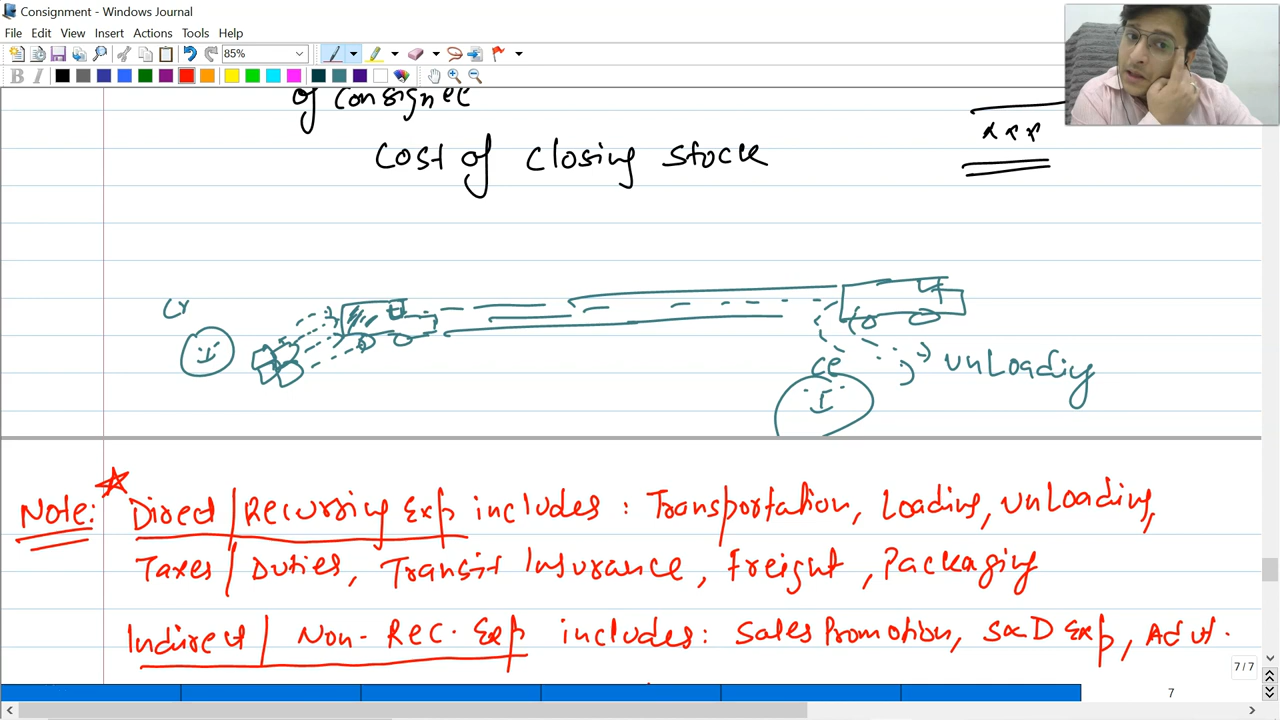 Consignment - Windows Journal
File Edit View Insert Actions Tools Help
85%
B I
of Consignee
Cost of closing stock
x x x
Cr
unLoading
CE
Note: Direct / Recurring Exp includes : Transportation, Loading, unLoading,
Taxes / Duties, Transit Insurance, Freight, Packaging
Indirect / Non-Rec. Exp includes: Sales Promotion, S&D Exp, Advt.
7 / 7
7